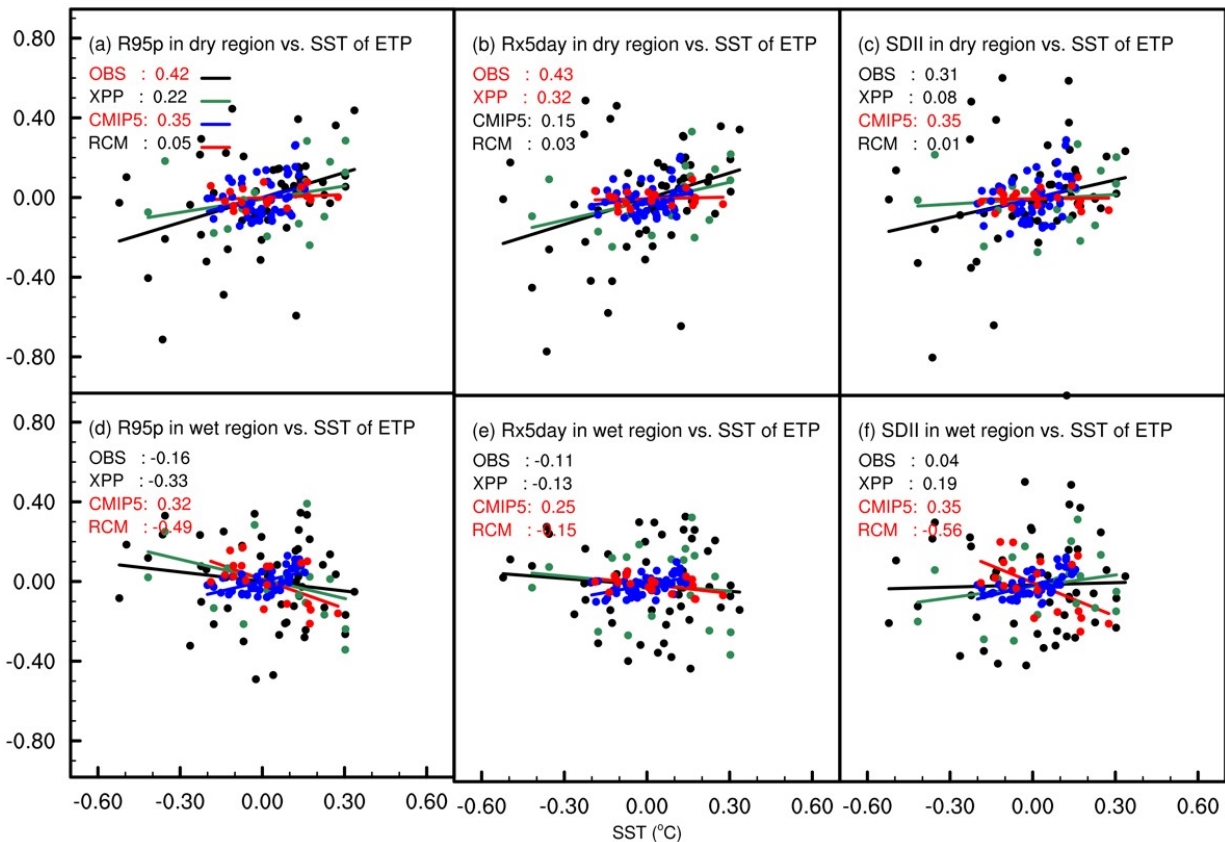 (a) R95p in dry region vs. SST of ETP
OBS : 0.42
XPP : 0.22
CMIP5: 0.35
RCM : 0.05
(b) Rx5day in dry region vs. SST of ETP
OBS : 0.43
XPP : 0.32
CMIP5: 0.15
RCM : 0.03
(c) SDII in dry region vs. SST of ETP
OBS : 0.31
XPP : 0.08
CMIP5: 0.35
RCM : 0.01
0.80
0.40
0.00
-0.40
-0.80
(d) R95p in wet region vs. SST of ETP
OBS : -0.16
XPP : -0.33
CMIP5: 0.32
RCM : -0.49
(e) Rx5day in wet region vs. SST of ETP
OBS : -0.11
XPP : -0.13
CMIP5: 0.25
RCM : -0.15
(f) SDII in wet region vs. SST of ETP
OBS : 0.04
XPP : 0.19
CMIP5: 0.35
RCM : -0.56
0.80
0.40
0.00
-0.40
-0.80
-0.60 -0.30 0.00 0.30 0.60 -0.60 -0.30 0.00 0.30 0.60 -0.60 -0.30 0.00 0.30 0.60
SST (°C)